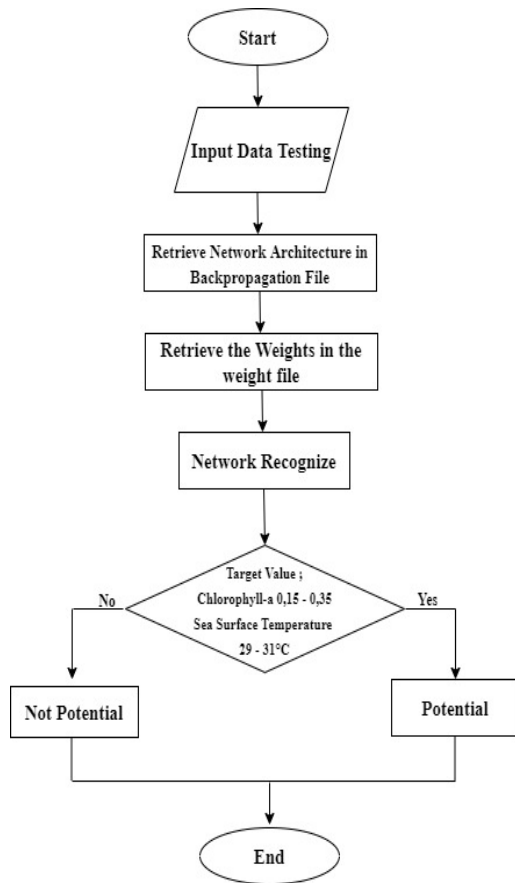 Start
Input Data Testing
Retrieve Network Architecture in
Backpropagation File
Retrieve the Weights in the
weight file
Network Recognize
Target Value ;
No
Chlorophyll-a 0,15 - 0,35
Yes
Sea Surface Temperature
29 - 31°C
Not Potential
Potential
End